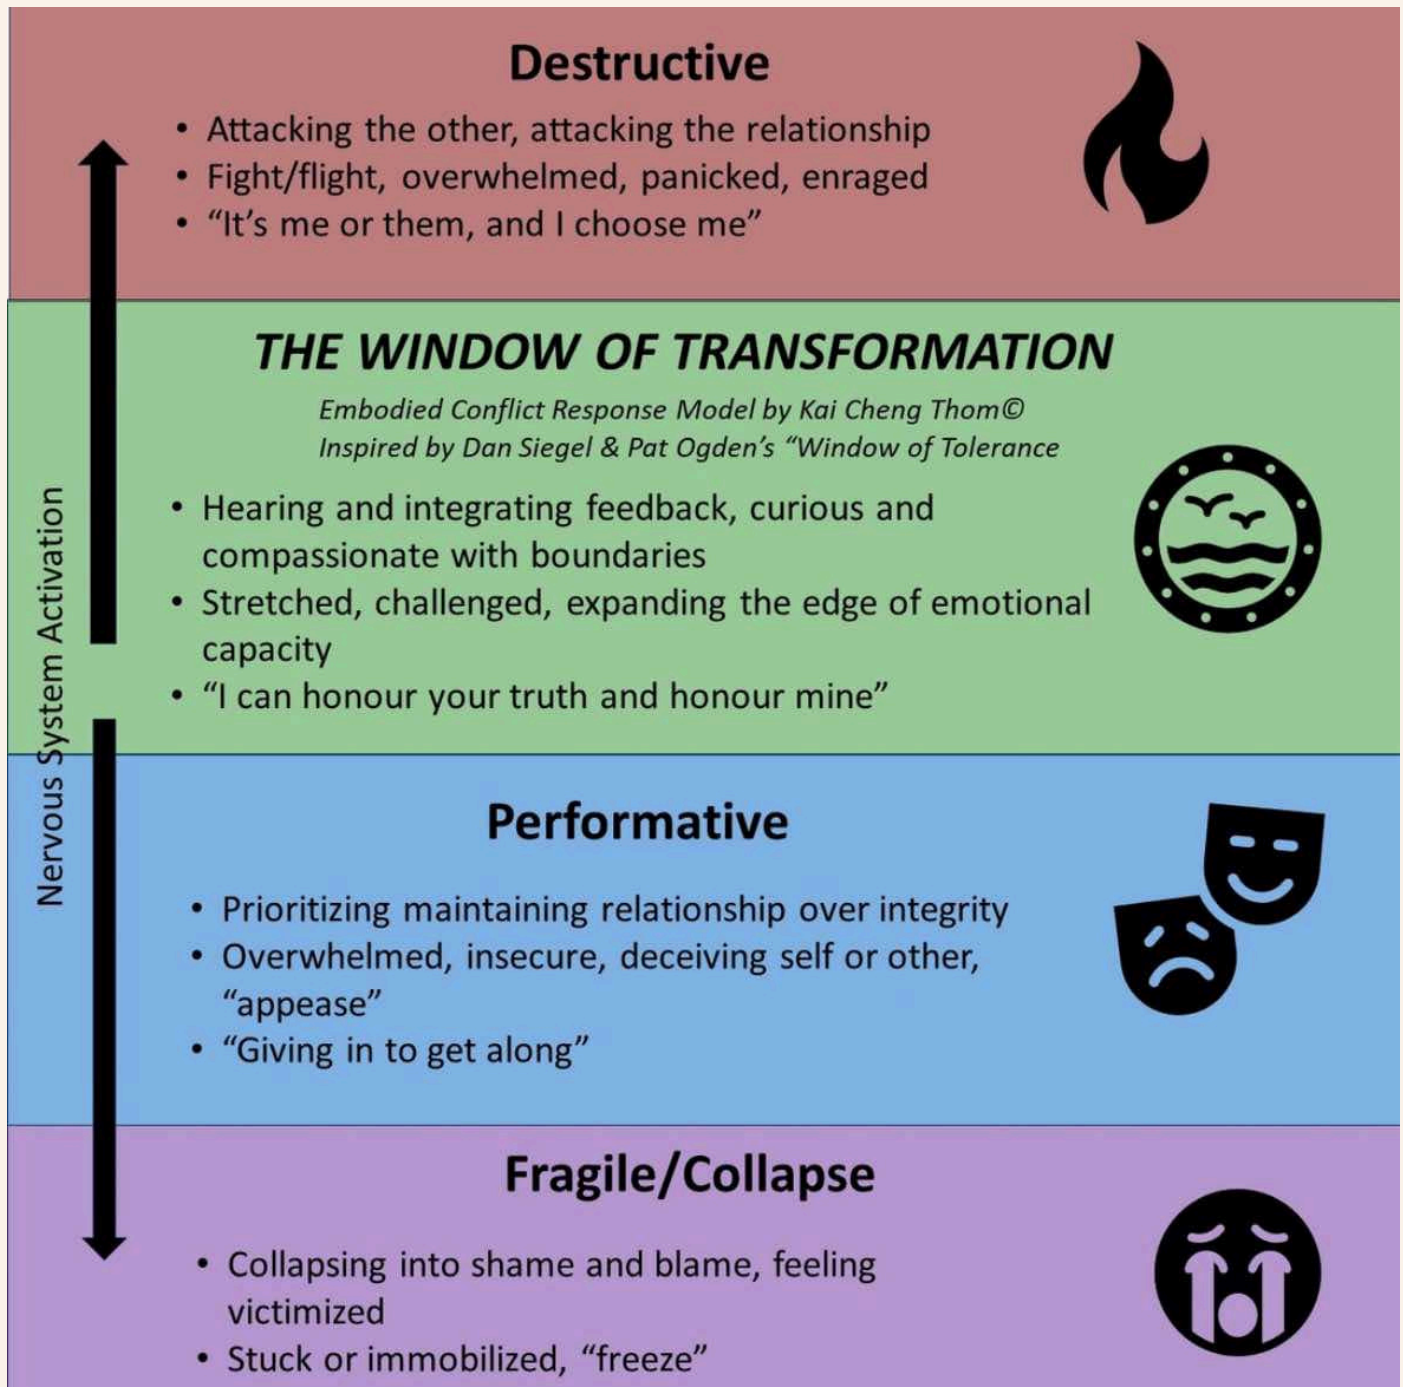 Destructive
• Attacking the other, attacking the relationship
• Fight/flight, overwhelmed, panicked, enraged
• “It’s me or them, and I choose me”
THE WINDOW OF TRANSFORMATION
Embodied Conflict Response Model by Kai Cheng Thom©
Inspired by Dan Siegel & Pat Ogden’s “Window of Tolerance
• Hearing and integrating feedback, curious and
compassionate with boundaries
• Stretched, challenged, expanding the edge of emotional
capacity
• “I can honour your truth and honour mine”
Nervous System Activation
Performative
• Prioritizing maintaining relationship over integrity
• Overwhelmed, insecure, deceiving self or other,
“appease”
• “Giving in to get along”
Fragile/Collapse
• Collapsing into shame and blame, feeling
victimized
• Stuck or immobilized, “freeze”